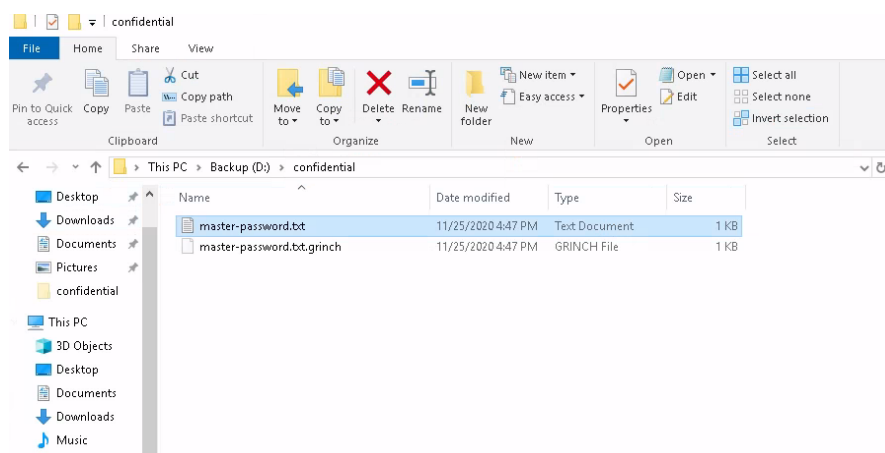 confidential
File Home Share View
Pin to Quick access
Copy
Paste
Cut
Copy path
Paste shortcut
Clipboard
Move to
Copy to
Delete
Rename
Organize
New folder
New item
Easy access
New
Properties
Open
Edit
Open
Select all
Select none
Invert selection
Select
This PC > Backup (D:) > confidential
Name Date modified Type Size
master-password.txt 11/25/2020 4:47 PM Text Document 1 KB
master-password.txt.grinch 11/25/2020 4:47 PM GRINCH File 1 KB
Desktop
Downloads
Documents
Pictures
confidential
This PC
3D Objects
Desktop
Documents
Downloads
Music